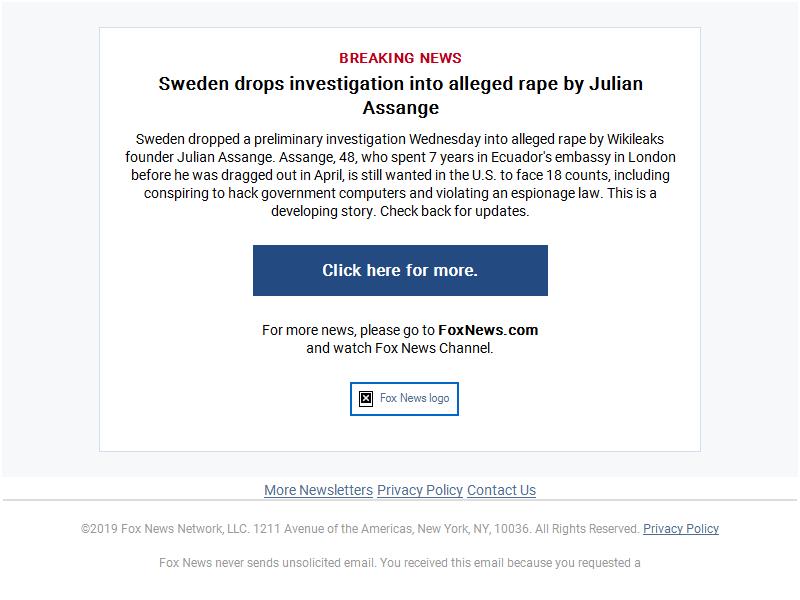 BREAKING NEWS
Sweden drops investigation into alleged rape by Julian
Assange
Sweden dropped a preliminary investigation Wednesday into alleged rape by Wikileaks
founder Julian Assange. Assange, 48, who spent 7 years in Ecuador's embassy in London
before he was dragged out in April, is still wanted in the U.S. to face 18 counts, including
conspiring to hack government computers and violating an espionage law. This is a
developing story. Check back for updates.
Click here for more.
For more news, please go to FoxNews.com
and watch Fox News Channel.
Fox News logo
More Newsletters Privacy Policy Contact Us
©2019 Fox News Network, LLC. 1211 Avenue of the Americas, New York, NY, 10036. All Rights Reserved. Privacy Policy
Fox News never sends unsolicited email. You received this email because you requested a